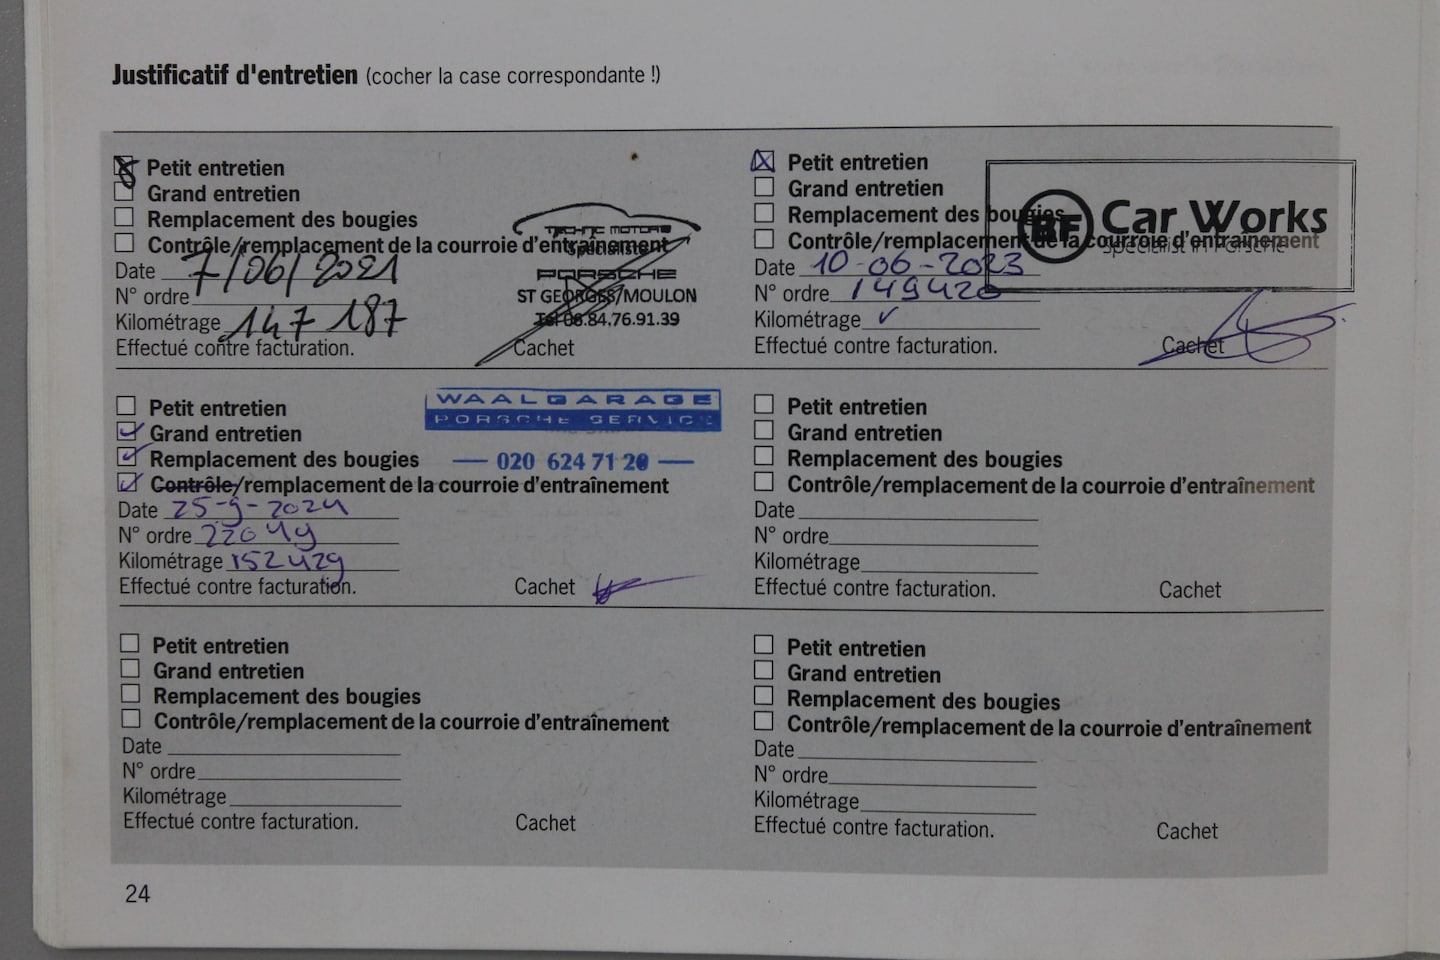 Justificatif d'entretien (cocher la case correspondante !)
Petit entretien
Grand entretien
Remplacement des bougies
Contrôle/remplacement de la courroie d'entraînement
Date 7/06/2021
N° ordre
Kilométrage 147 187
Effectué contre facturation.
Cachet
TECHNIC MOTORS
Spécialiste
PORSCHE
ST GEORGES/MOULON
Tel 06.84.76.91.39
Petit entretien
Grand entretien
Remplacement des bougies
Contrôle/remplacement de la courroie d'entraînement
Date 10-06-2023
N° ordre 149420
Kilométrage
Effectué contre facturation.
Cachet
Car Works
Specialist in Porsche
Petit entretien
Grand entretien
Remplacement des bougies
Contrôle/remplacement de la courroie d'entraînement
Date 25-9-2024
N° ordre 22049
Kilométrage 152429
Effectué contre facturation.
Cachet
WAALGARAGE
PORSCHE SERVICE
020 624 71 20
Petit entretien
Grand entretien
Remplacement des bougies
Contrôle/remplacement de la courroie d'entraînement
Date
N° ordre
Kilométrage
Effectué contre facturation.
Cachet
Petit entretien
Grand entretien
Remplacement des bougies
Contrôle/remplacement de la courroie d'entraînement
Date
N° ordre
Kilométrage
Effectué contre facturation.
Cachet
Petit entretien
Grand entretien
Remplacement des bougies
Contrôle/remplacement de la courroie d'entraînement
Date
N° ordre
Kilométrage
Effectué contre facturation.
Cachet
24